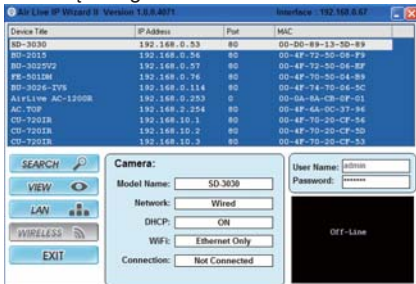 Air Live IP Wizard II Version 1.0.0.4071 Interface : 192.168.0.67
Device Title IP Address Port MAC
SD-3030 192.168.0.53 80 00-D0-89-13-5D-89
BU-2015 192.168.0.56 80 00-4F-72-50-08-F9
BU-3025V2 192.168.0.57 80 00-4F-72-50-06-EF
FE-501DM 192.168.0.76 80 00-4F-70-50-04-B9
BU-3026-IVS 192.168.0.114 80 00-4F-74-70-06-5C
AirLive AC-1200R 192.168.0.253 0 00-0A-8A-CB-0F-01
AC.TOP 192.168.2.254 80 00-4F-6A-0C-37-96
CU-720IR 192.168.10.1 80 00-4F-70-20-CF-56
CU-720IR 192.168.10.2 80 00-4F-70-20-CF-5D
CU-720IR 192.168.10.3 80 00-4F-70-20-CF-53
SEARCH
VIEW
LAN
WIRELESS
EXIT
Camera:
Model Name: SD-3030
Network: Wired
DHCP: ON
WiFi: Ethernet Only
Connection: Not Connected
User Name: admin
Password: *******
Off-Line